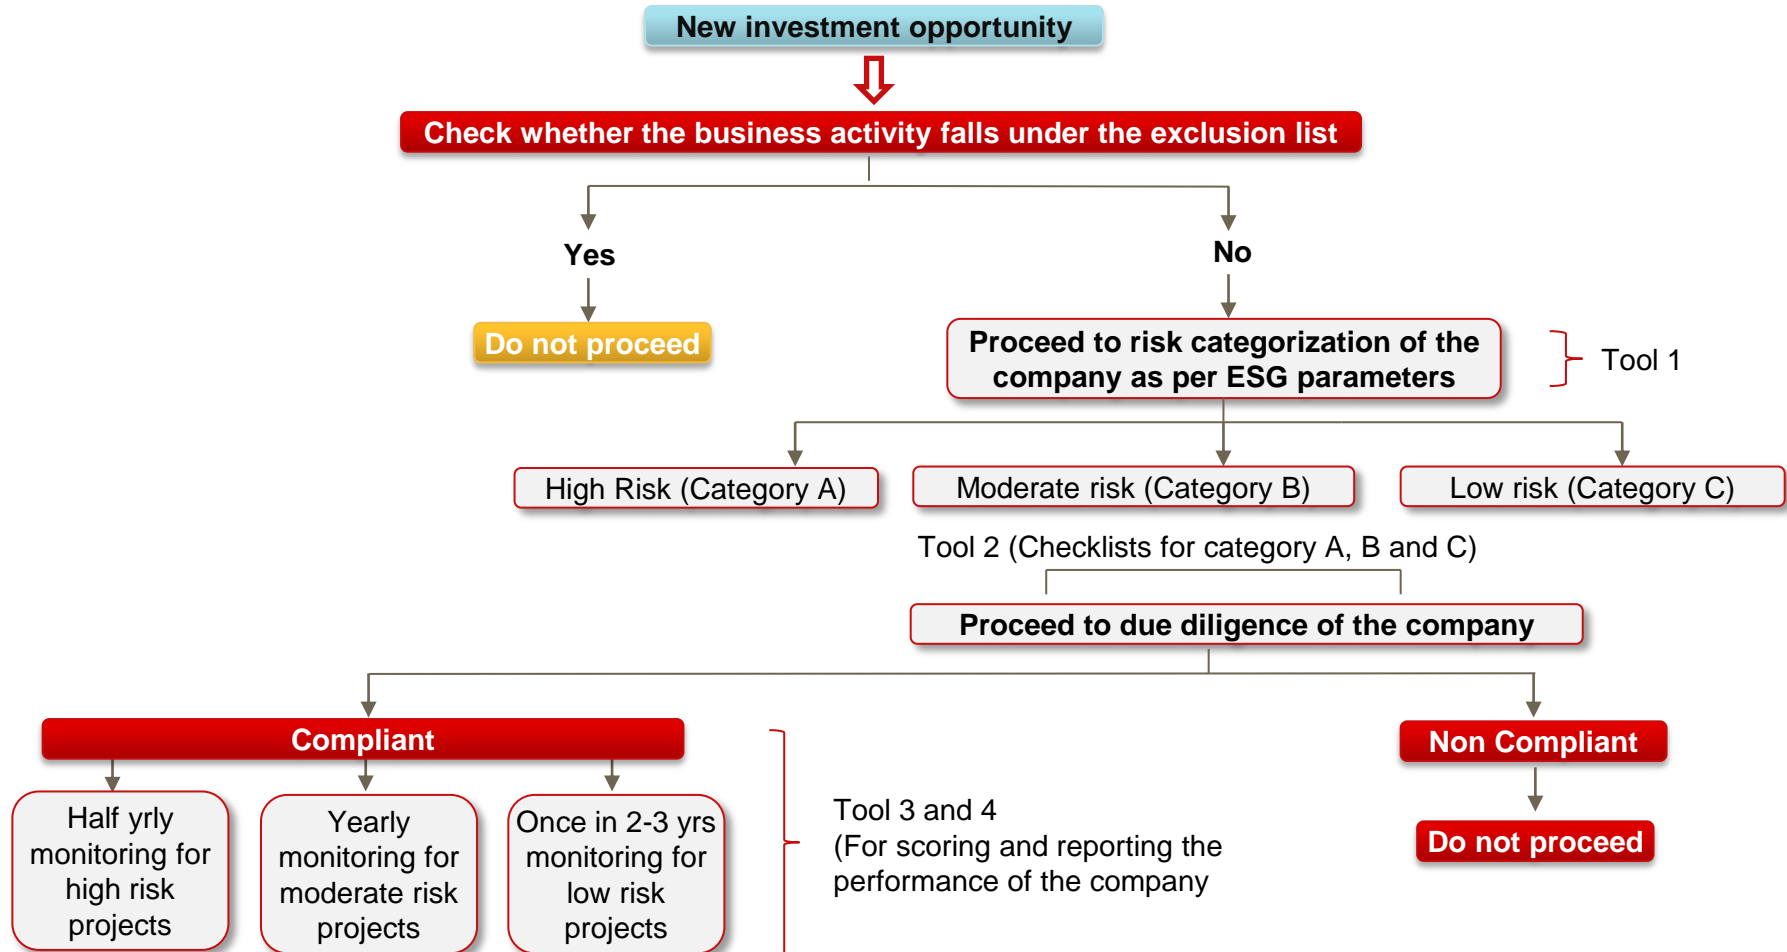 New investment opportunity
Check whether the business activity falls under the exclusion list
Yes
No
Do not proceed
Proceed to risk categorization of the
company as per ESG parameters
Tool 1
High Risk (Category A)
Moderate risk (Category B)
Low risk (Category C)
Tool 2 (Checklists for category A, B and C)
Proceed to due diligence of the company
Compliant
Non Compliant
Half yrly
monitoring for
high risk
projects
Yearly
monitoring for
moderate risk
projects
Once in 2-3 yrs
monitoring for
low risk
projects
Tool 3 and 4
(For scoring and reporting the
performance of the company
Do not proceed